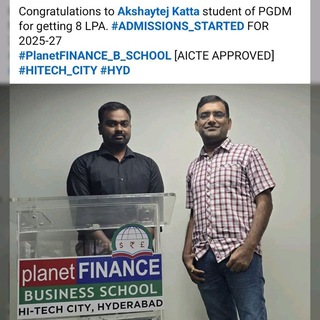 Congratulations to Akshaytej Katta student of PGDM
for getting 8 LPA. #ADMISSIONS_STARTED FOR
2025-27
#PlanetFINANCE_B_SCHOOL [AICTE APPROVED]
#HITECH_CITY #HYD
$ ₹ £
planet FINANCE
BUSINESS SCHOOL
HI-TECH CITY, HYDERABAD